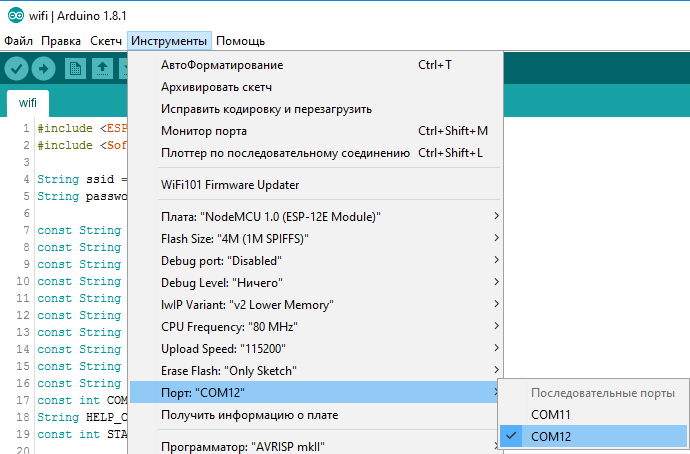 wifi | Arduino 1.8.1
Файл Правка Скетч Инструменты Помощь
АвтоФорматирование Ctrl+T
Архивировать скетч
Исправить кодировку и перезагрузить
Монитор порта Ctrl+Shift+M
Плоттер по последовательному соединению Ctrl+Shift+L
WiFi101 Firmware Updater
Плата: "NodeMCU 1.0 (ESP-12E Module)"
Flash Size: "4M (1M SPIFFS)"
Debug port: "Disabled"
Debug Level: "Ничего"
lwIP Variant: "v2 Lower Memory"
CPU Frequency: "80 MHz"
Upload Speed: "115200"
Erase Flash: "Only Sketch"
Порт: "COM12"
Получить информацию о плате
Программатор: "AVRISP mkII"
Последовательные порты
COM11
COM12
wifi
1 #include <ESP
2 #include <Sof
3
4 String ssid =
5 String passwo
6
7 const String
8 const String
9 const String
10 const String
11 const String
12 const String
13 const String
14 const String
15 const String
16 const String
17 const int COM
18 String HELP_C
19 const int STA
20